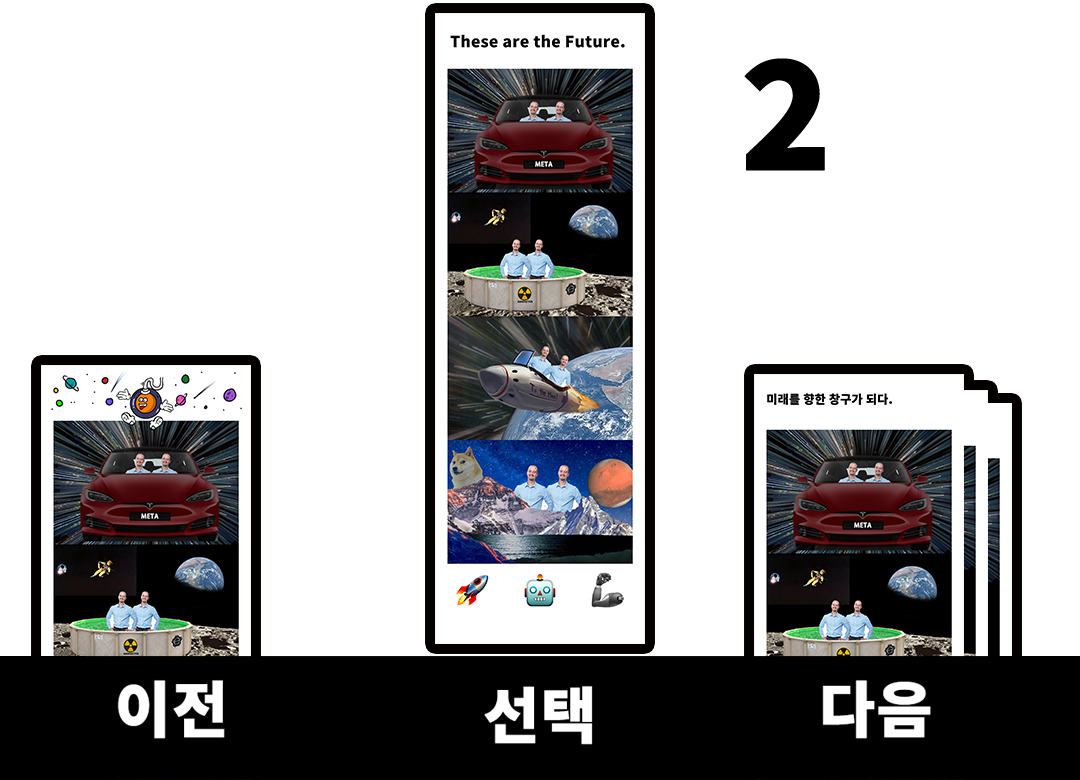 These are the Future.
2
META
META
미래를 향한 창구가 되다.
META
이전
선택
다음